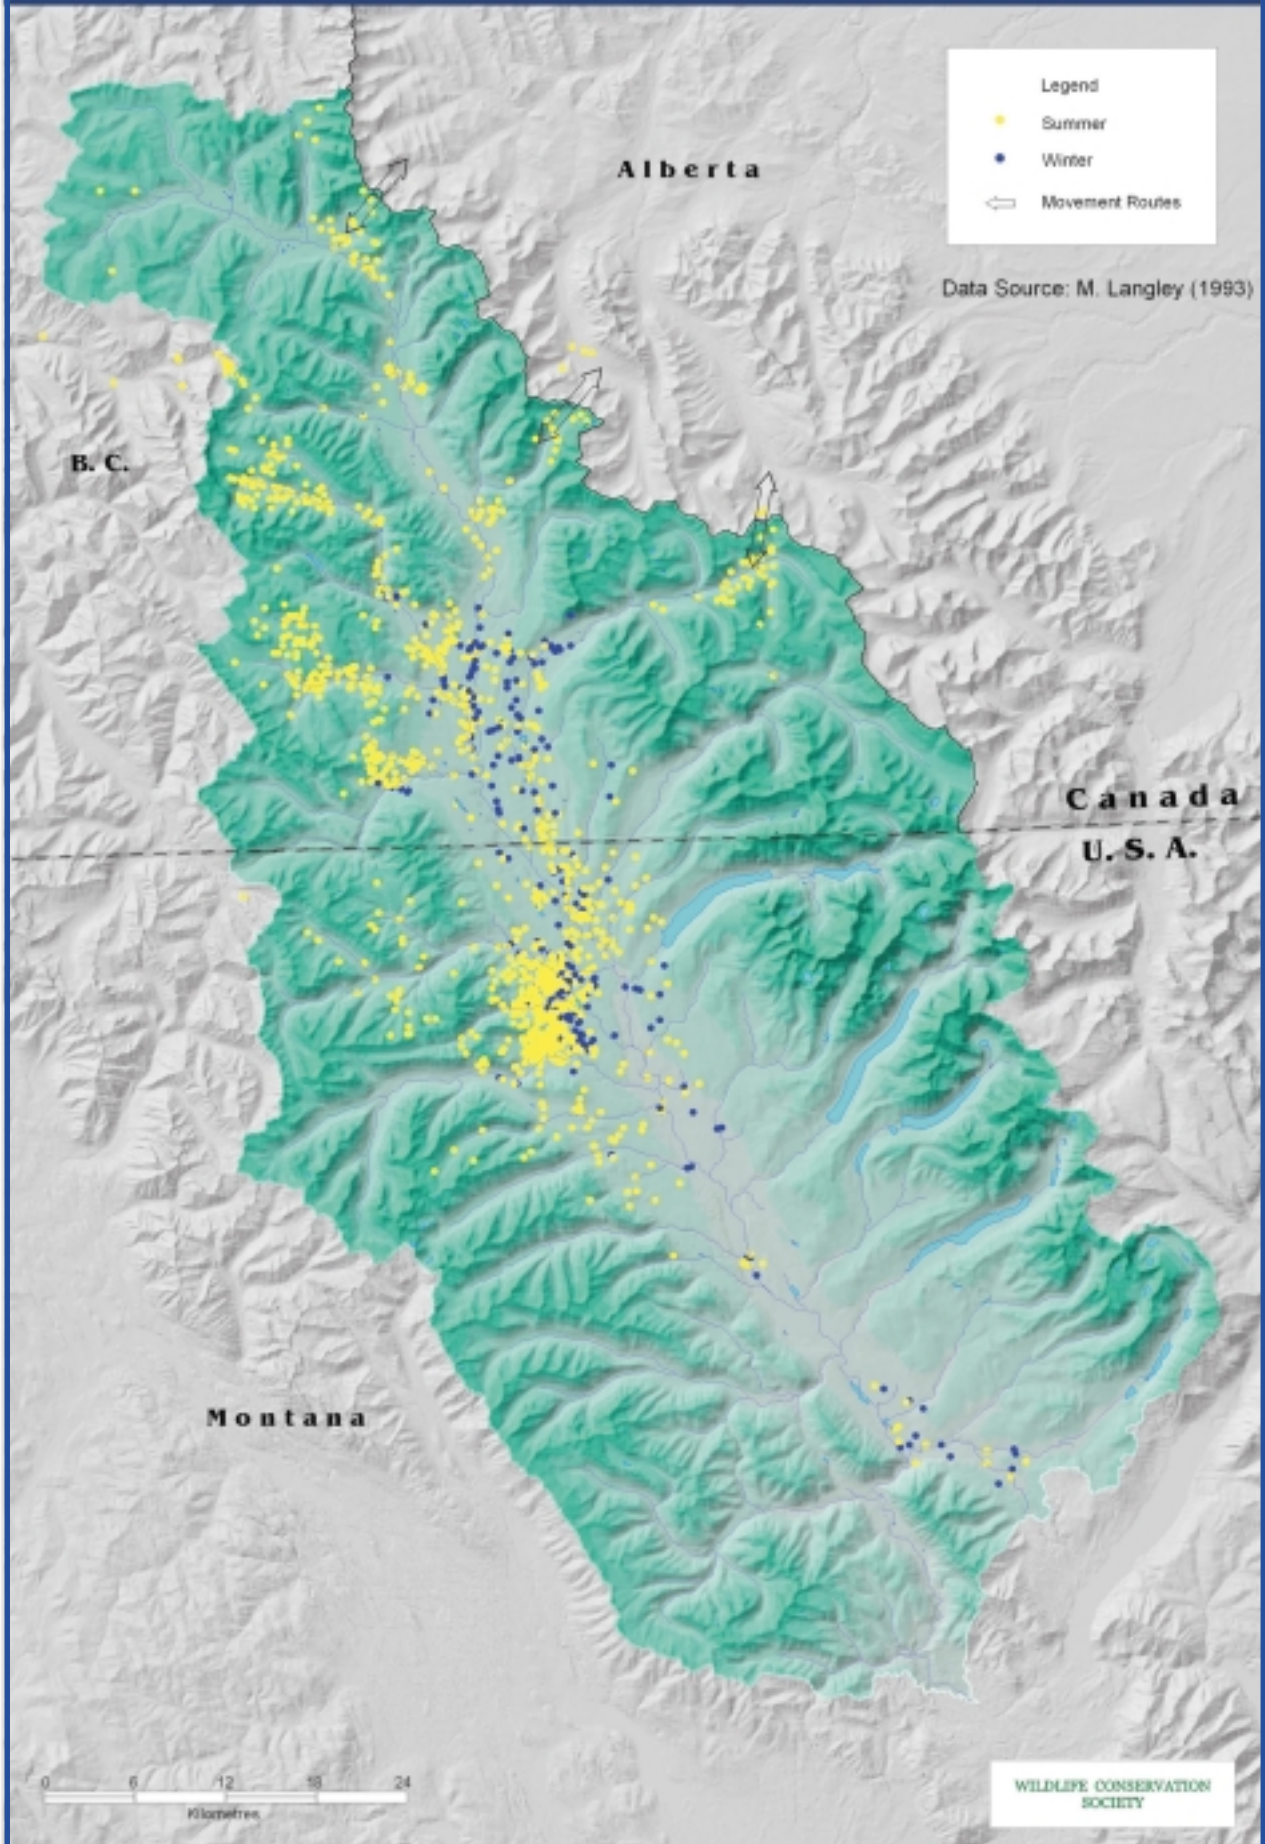 Legend
Summer
Winter
Movement Routes
Alberta
Data Source: M. Langley (1993)
B. C.
Canada
U. S. A.
Montana
0 6 12 18 24
Kilometres
WILDLIFE CONSERVATION
SOCIETY